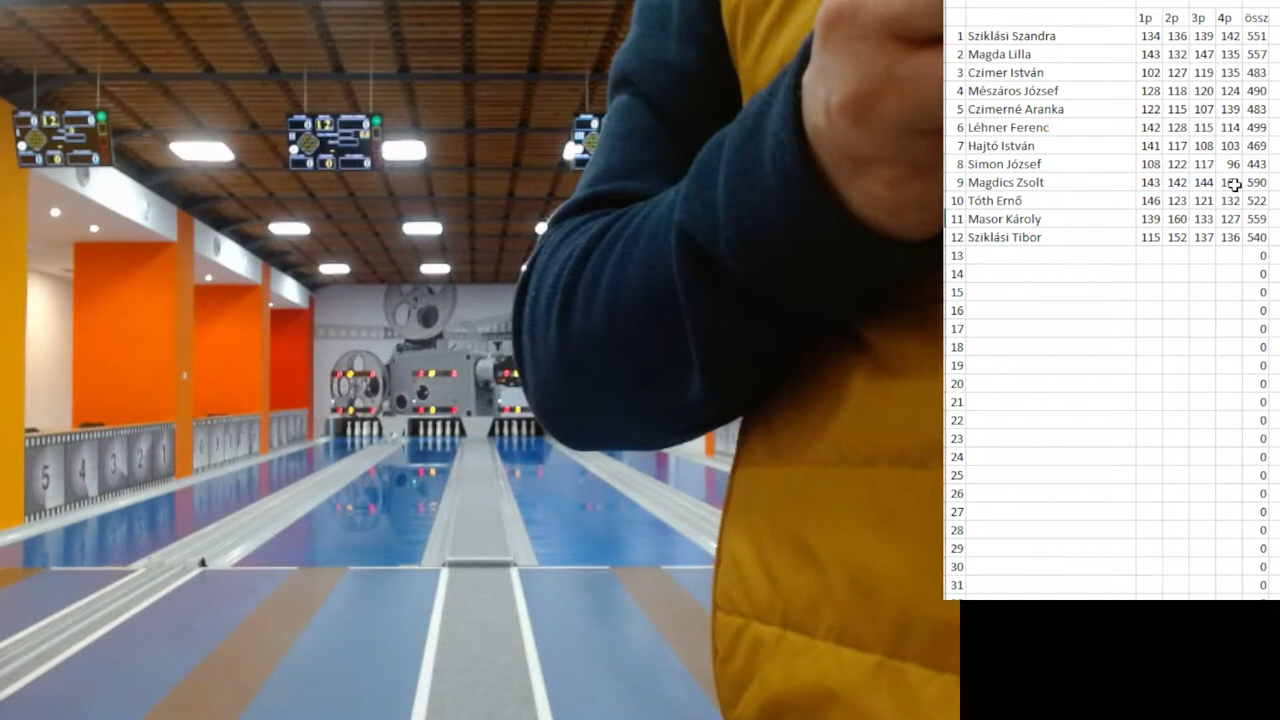 1p 2p 3p 4p össz
1 Sziklási Szandra 134 136 139 142 551
2 Magda Lilla 143 132 147 135 557
3 Czimer István 102 127 119 135 483
4 Mészáros József 128 118 120 124 490
5 Czimerné Aranka 122 115 107 139 483
6 Léhner Ferenc 142 128 115 114 499
7 Hajtó István 141 117 108 103 469
8 Simon József 108 122 117 96 443
9 Magdics Zsolt 143 142 144 590
10 Tóth Ernő 146 123 121 132 522
11 Masor Károly 139 160 133 127 559
12 Sziklási Tibor 115 152 137 136 540
13 0
14 0
15 0
16 0
17 0
18 0
19 0
20 0
21 0
22 0
23 0
24 0
25 0
26 0
27 0
28 0
29 0
30 0
31 0
12
12
5 4 3 2 1